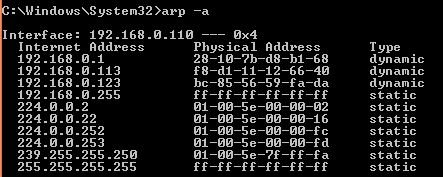 C:\Windows\System32>arp -a
Interface: 192.168.0.110 --- 0x4
Internet Address Physical Address Type
192.168.0.1 28-10-7b-d8-b1-68 dynamic
192.168.0.113 f8-d1-11-12-66-40 dynamic
192.168.0.123 bc-85-56-59-fa-da dynamic
192.168.0.255 ff-ff-ff-ff-ff-ff static
224.0.0.2 01-00-5e-00-00-02 static
224.0.0.22 01-00-5e-00-00-16 static
224.0.0.252 01-00-5e-00-00-fc static
224.0.0.253 01-00-5e-00-00-fd static
239.255.255.250 01-00-5e-7f-ff-fa static
255.255.255.255 ff-ff-ff-ff-ff-ff static